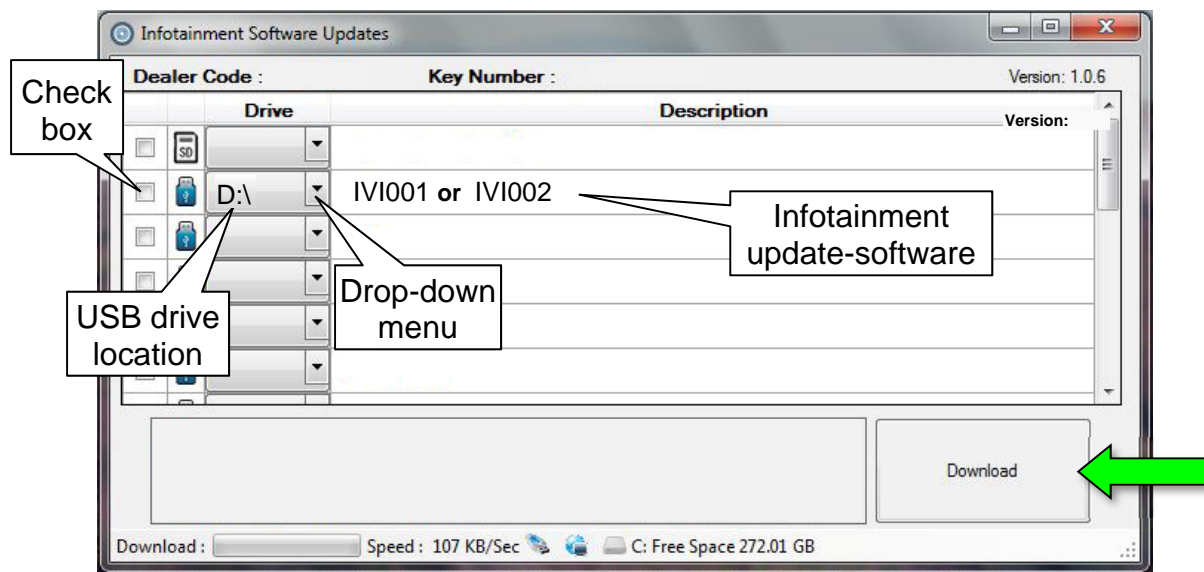 Infotainment Software Updates
Dealer Code :
Key Number :
Version: 1.0.6
Check
box
Drive
Description
Version:
SD
D:\
IVI001 or IVI002
Infotainment
update-software
USB drive
location
Drop-down
menu
Download
Download :
Speed : 107 KB/Sec
C: Free Space 272.01 GB